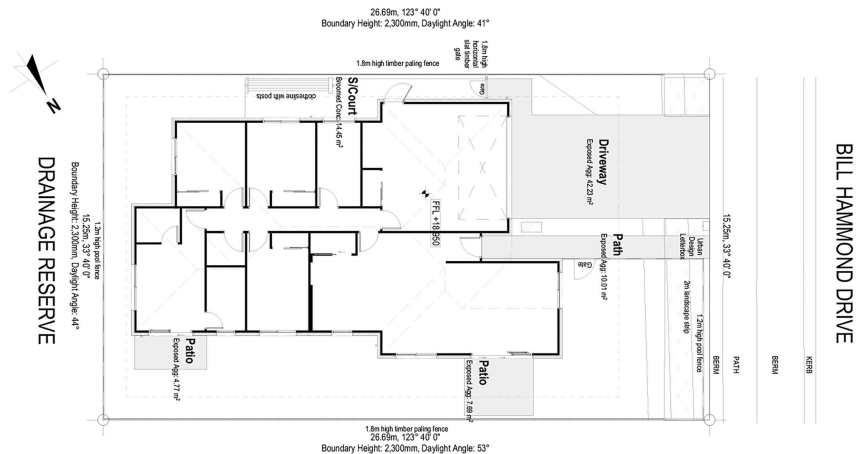 26.69m, 123° 40' 0"
Boundary Height: 2,300mm, Daylight Angle: 41°
1.8m high timber paling fence
1.8m high
horizontal
slat timber
gate
Gate
N
clothesline with posts
S/Court
Broomed Conc: 14.45 m²
Driveway
Exposed Agg: 42.23 m²
FFL +18.950
DRAINAGE RESERVE
Boundary Height: 2,300mm, Daylight Angle: 44°
15.25m, 33° 40' 0"
1.2m high pool fence
Path
Exposed Agg: 10.01 m²
Gate
Urban
Design
Letterbox
2m landscape strip
1.2m high pool fence
15.25m, 33° 40' 0"
BERM
PATH
BERM
KERB
BILL HAMMOND DRIVE
Patio
Exposed Agg: 4.77 m²
Patio
Exposed Agg: 7.69 m²
1.8m high timber paling fence
26.69m, 123° 40' 0"
Boundary Height: 2,300mm, Daylight Angle: 53°